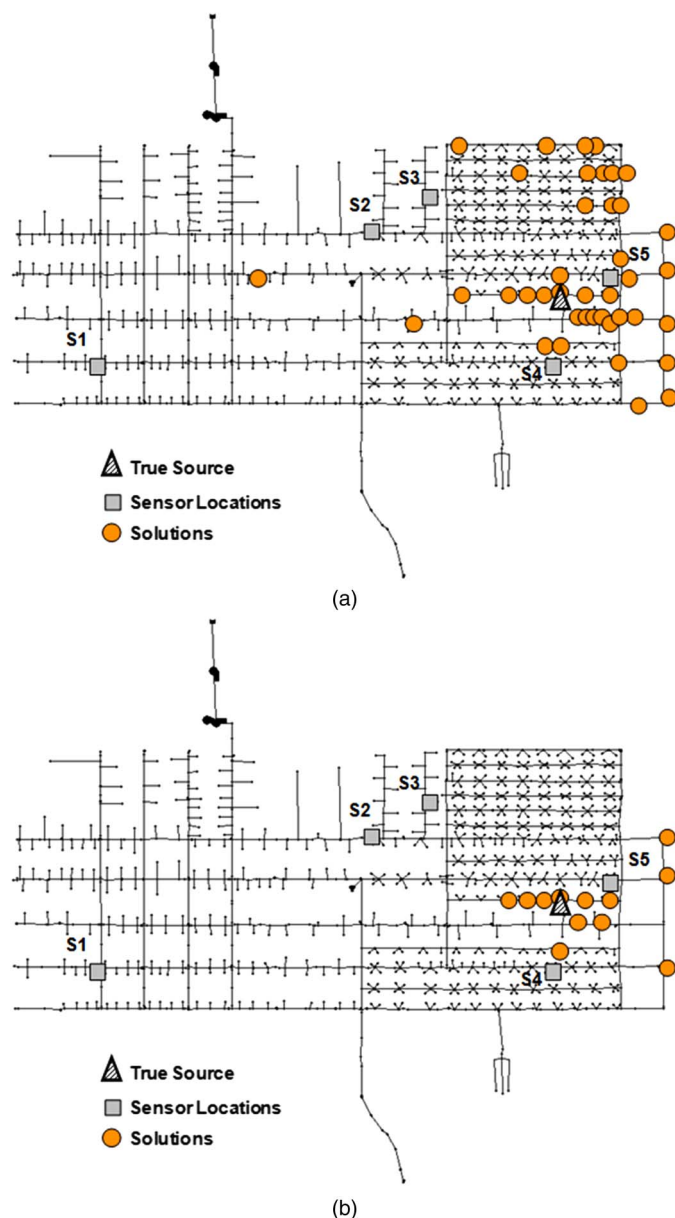 S3
S2
S5
S1
S4
True Source
Sensor Locations
Solutions
(a)
S3
S2
S5
S1
S4
True Source
Sensor Locations
Solutions
(b)